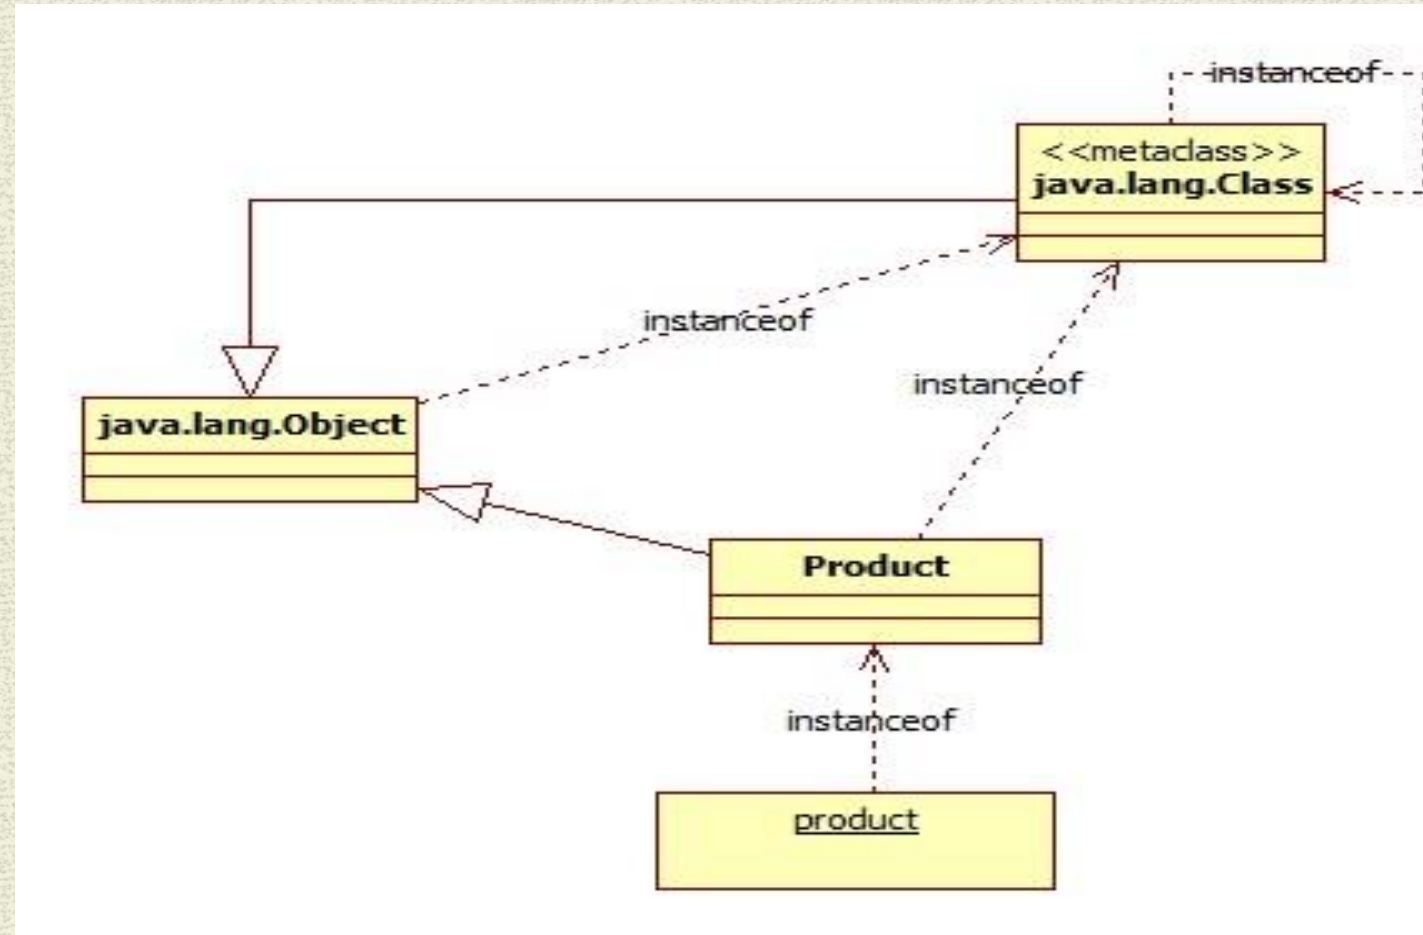 instanceof
<<metaclass>>
java.lang.Class
instanceof
instanceof
java.lang.Object
Product
instanceof
product